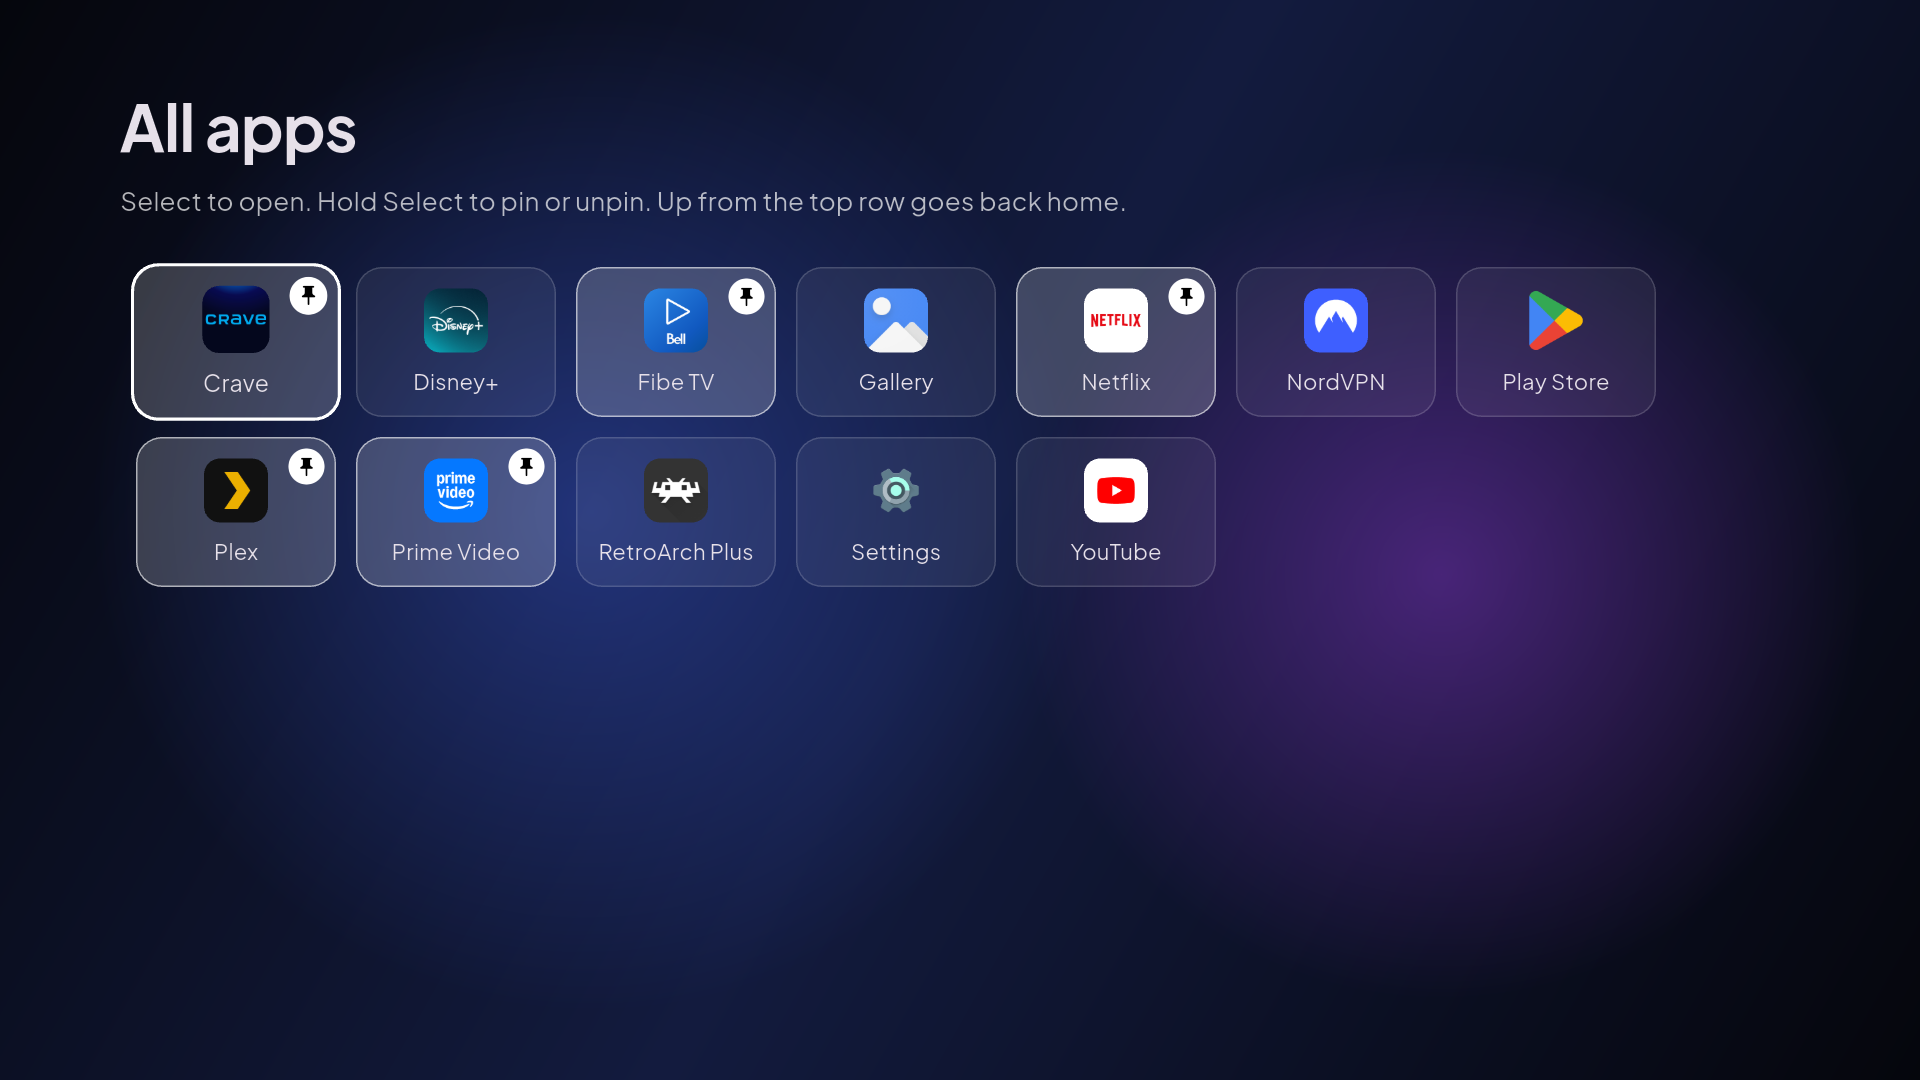 All apps
Select to open. Hold Select to pin or unpin. Up from the top row goes back home.
CRAVE
Crave
Disney+
Disney+
Bell
Fibe TV
Gallery
NETFLIX
Netflix
NordVPN
Play Store
Plex
prime
video
Prime Video
RetroArch Plus
Settings
YouTube